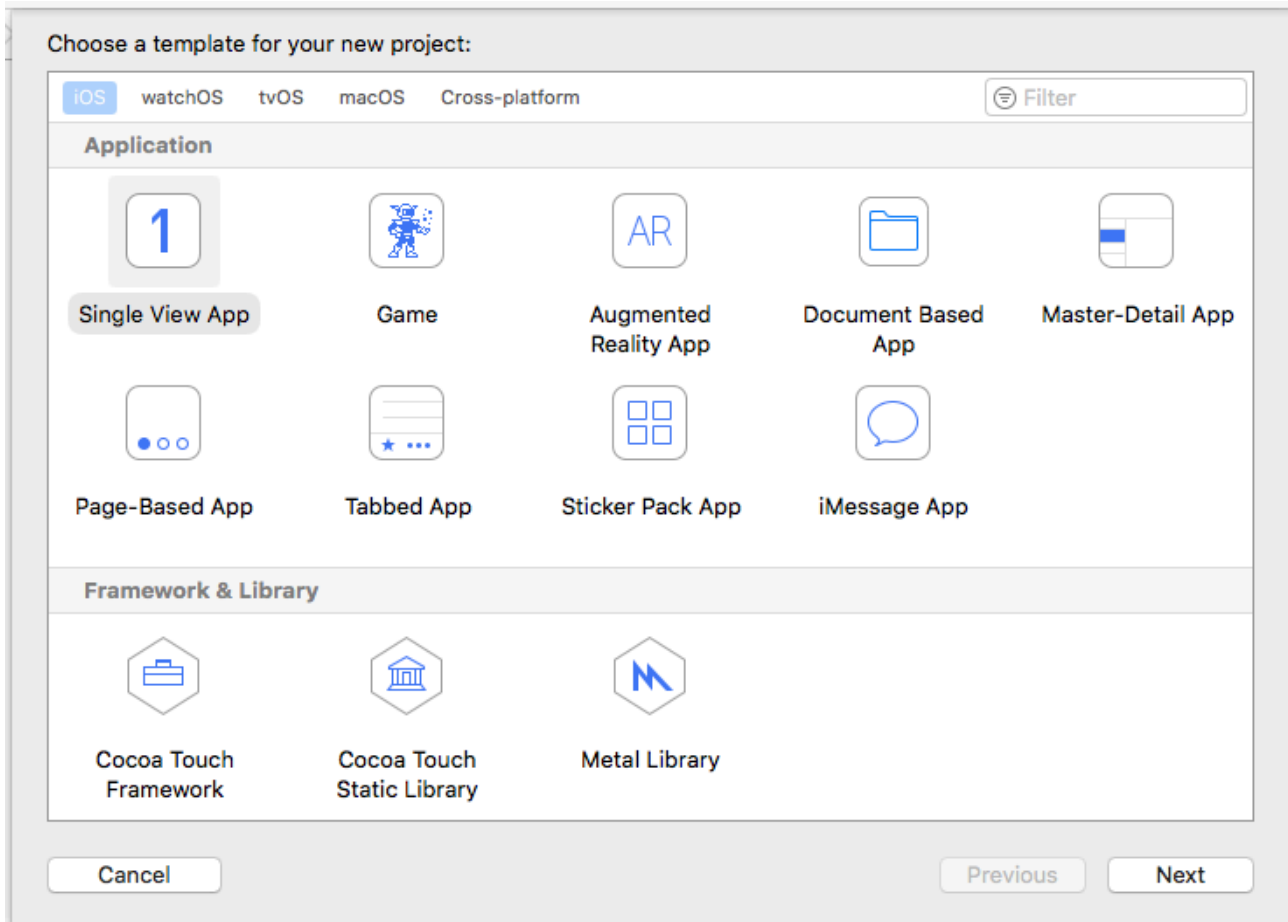 Choose a template for your new project:
iOS watchOS tvOS macOS Cross-platform Filter
Application
1 AR
Single View App Game Augmented Reality App Document Based App Master-Detail App
Page-Based App Tabbed App Sticker Pack App iMessage App
Framework & Library
Cocoa Touch Framework Cocoa Touch Static Library Metal Library
Cancel Previous Next